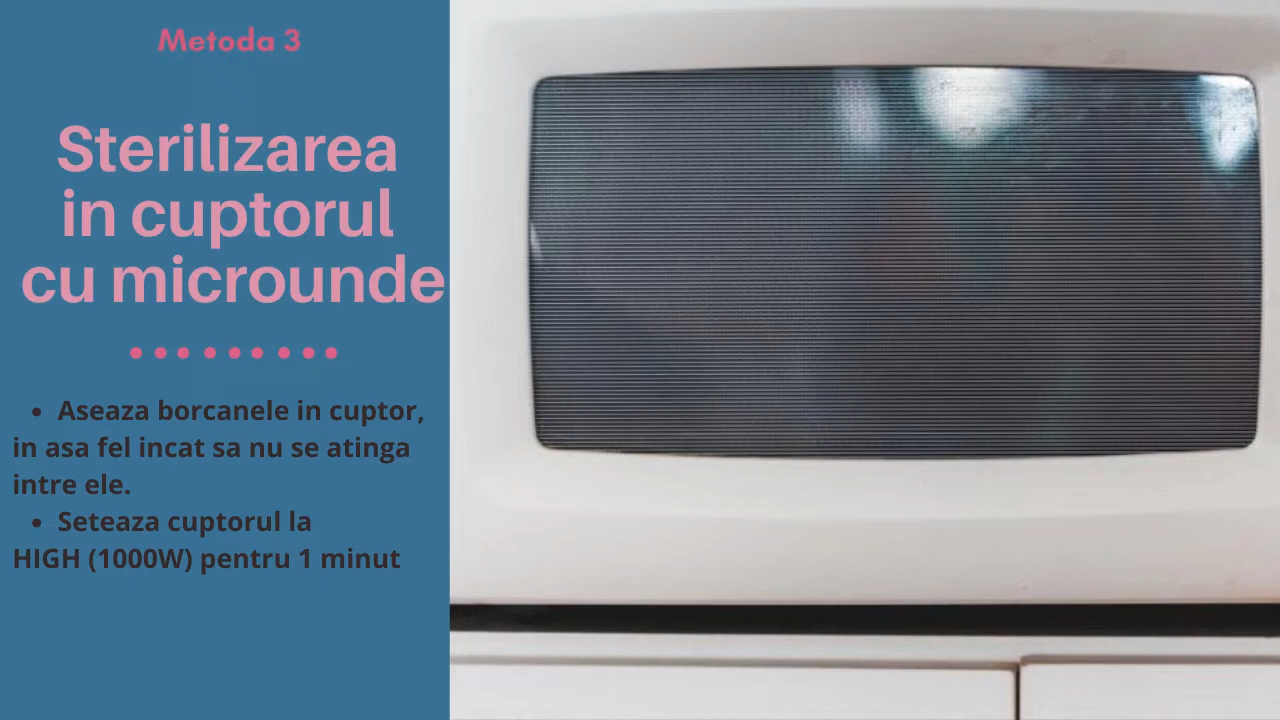 Metoda 3
Sterilizarea
in cuptorul
cu microunde
• Aseaza borcanele in cuptor,
in asa fel incat sa nu se atinga
intre ele.
• Seteaza cuptorul la
HIGH (1000W) pentru 1 minut